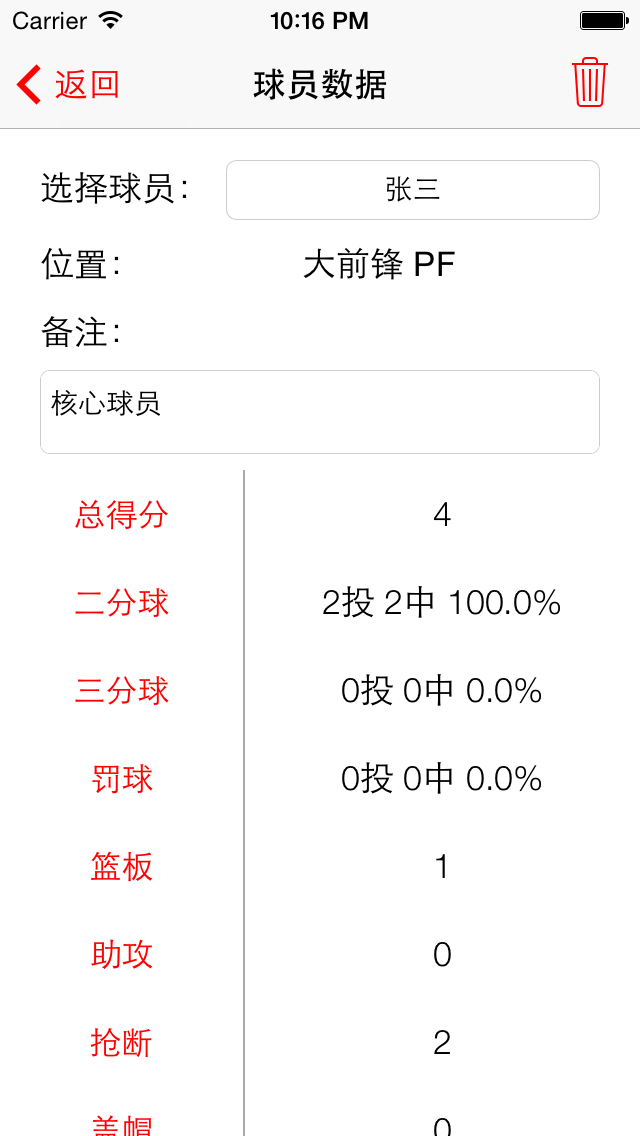 Carrier 10:16 PM
返回 球员数据
选择球员： 张三
位置： 大前锋 PF
备注：
核心球员
总得分 4
二分球 2投 2中 100.0%
三分球 0投 0中 0.0%
罚球 0投 0中 0.0%
篮板 1
助攻 0
抢断 2
盖帽 0